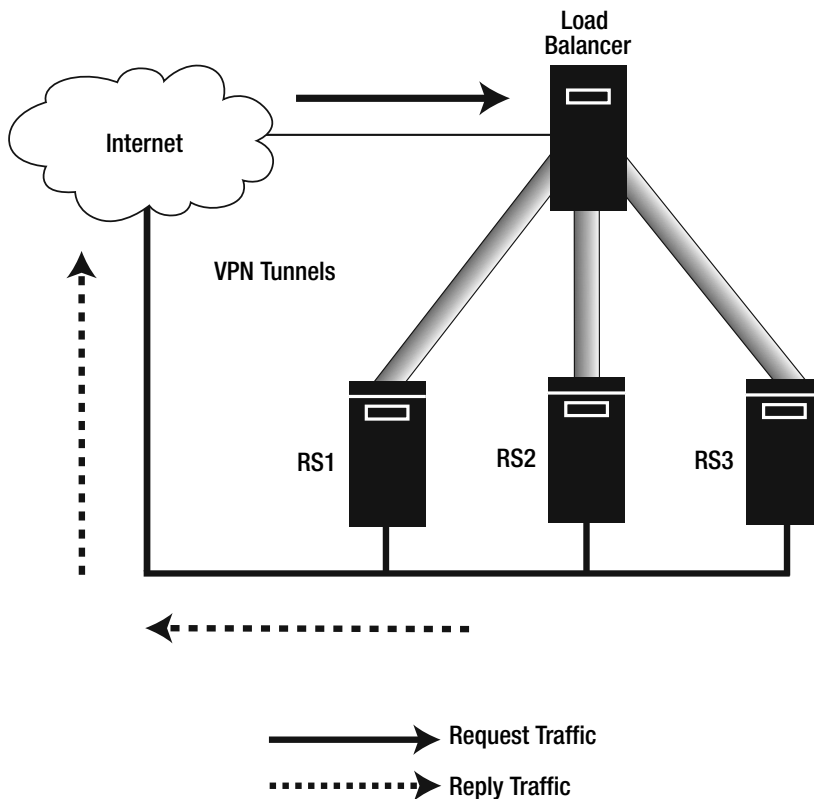 Load
Balancer
Internet
VPN Tunnels
RS1
RS2
RS3
Request Traffic
Reply Traffic